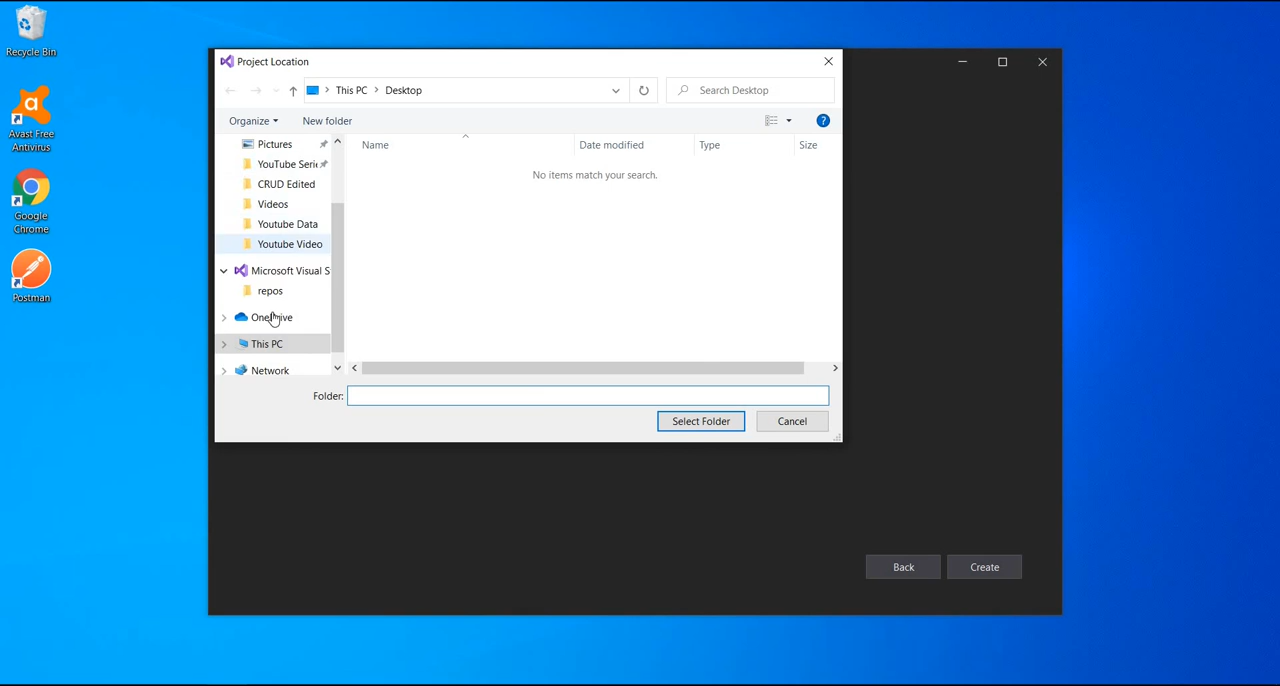 Recycle Bin
Avast Free
Antivirus
Google
Chrome
Postman
Project Location
This PC
Desktop
Search Desktop
Organize
New folder
?
Pictures
YouTube Seri
CRUD Edited
Videos
Youtube Data
Youtube Video
Microsoft Visual S
repos
OneDrive
This PC
Network
Name
Date modified
Type
Size
No items match your search.
Folder:
Select Folder
Cancel
Back
Create